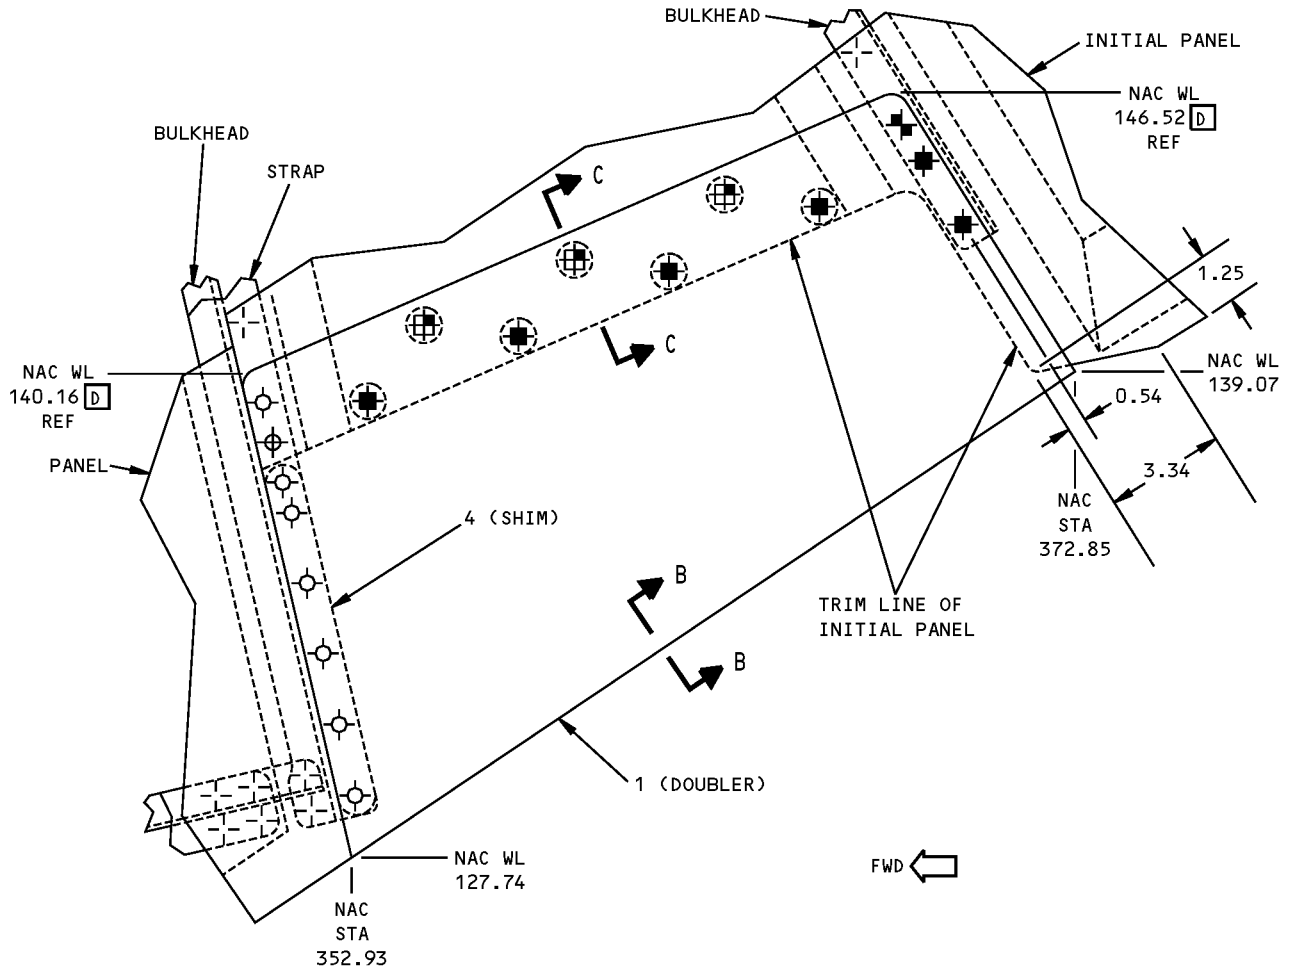 BULKHEAD
INITIAL PANEL
NAC WL
146.52 D
REF
BULKHEAD
STRAP
C
C
1.25
NAC WL
140.16 D
REF
NAC WL
139.07
0.54
PANEL
3.34
NAC
STA
372.85
4 (SHIM)
B
TRIM LINE OF
INITIAL PANEL
B
1 (DOUBLER)
NAC WL
127.74
FWD
NAC
STA
352.93